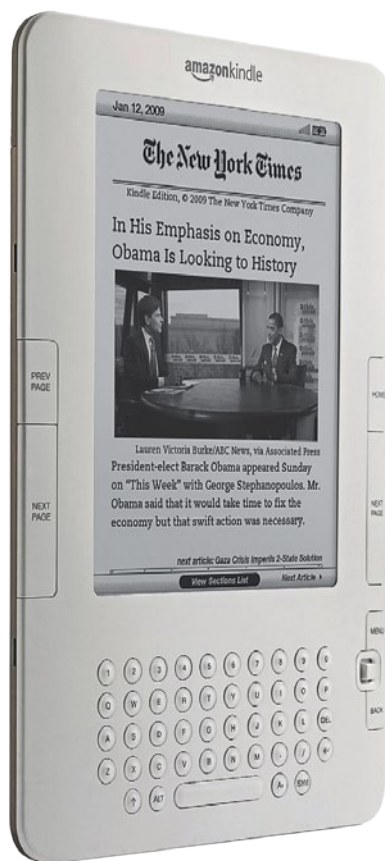 amazonkindle
Jan 12, 2009
The New York Times
Kindle Edition, © 2009 The New York Times Company
In His Emphasis on Economy,
Obama Is Looking to History
Lauren Victoria Burke/ABC News, via Associated Press
President-elect Barack Obama appeared Sunday
on "This Week" with George Stephanopoulos. Mr.
Obama said that it would take time to fix the
economy but that swift action was necessary.
next article: Gaza Crisis Imperils 2-State Solution
View Sections List Next Article
PREV
PAGE
NEXT
PAGE
HOME
NEXT
PAGE
MENU
BACK
1 2 3 4 5 6 7 8 9 0
Q W E R T Y U I O P
A S D F G H J K L DEL
Z X C V B N M . /
ALT SYM